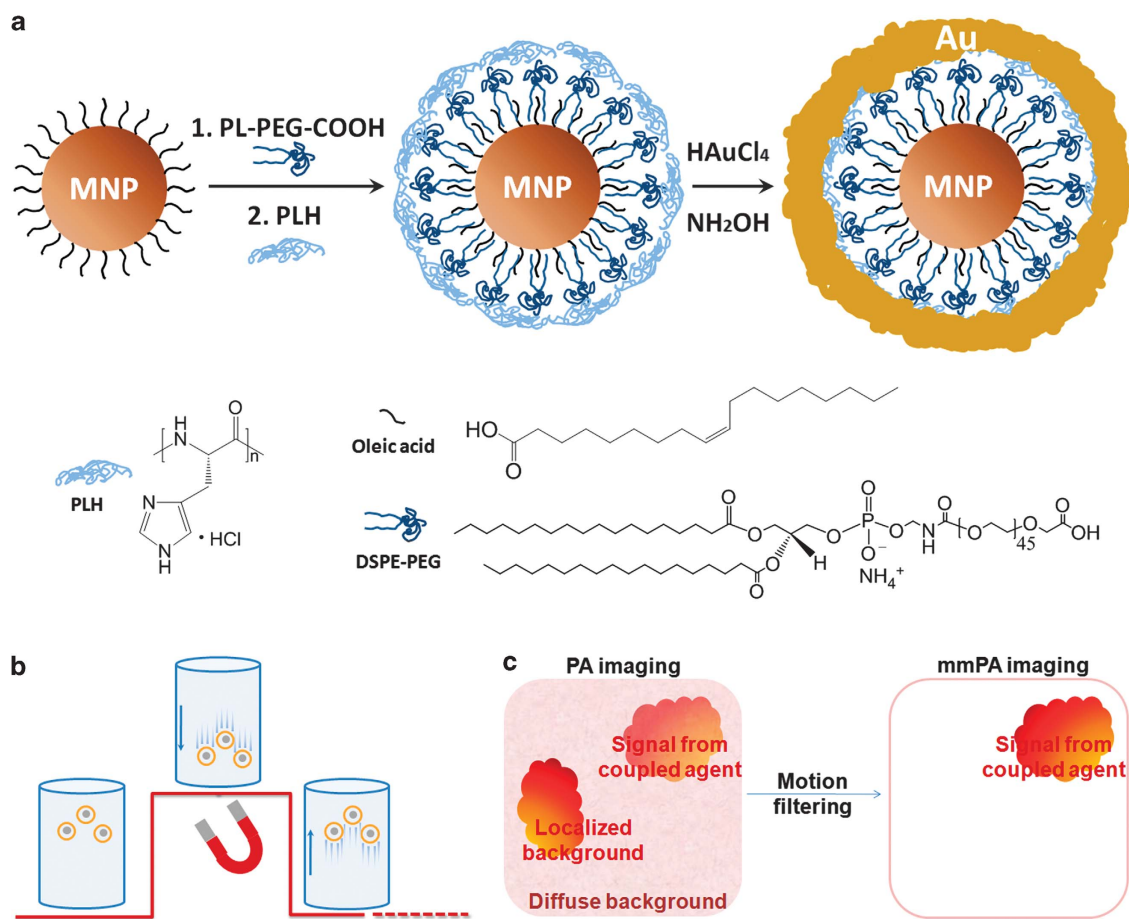 a
MNP
1. PL-PEG-COOH
2. PLH
MNP
HAuCl4
NH2OH
Au
MNP
PLH
H
N
O
n
N
N
H
• HCl
Oleic acid
HO
O
DSPE-PEG
O
O
O
O
H
O
P
O
O−
NH4+
O
N
H
O
O
45
O
O
OH
b
c
PA imaging
Signal from
coupled agent
Localized
background
Diffuse background
Motion
filtering
mmPA imaging
Signal from
coupled agent